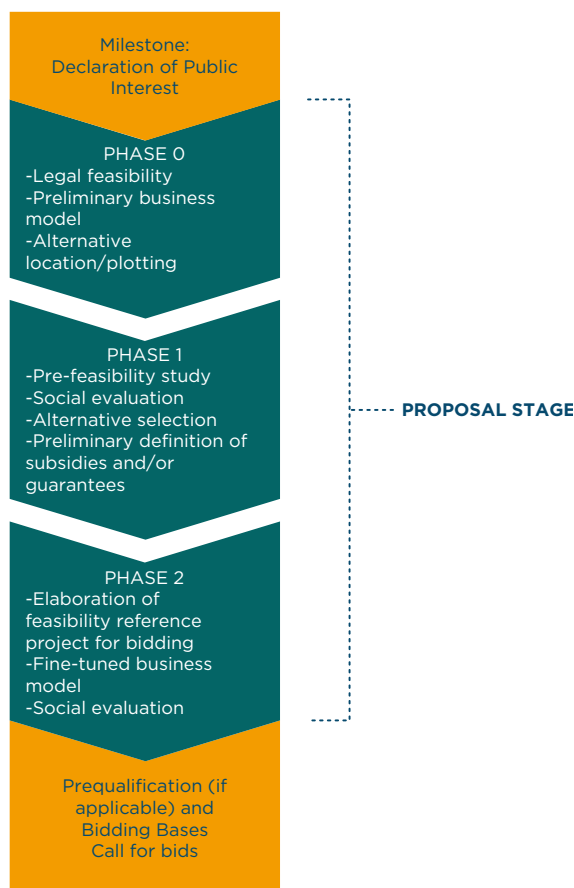 Milestone:
Declaration of Public
Interest
PHASE 0
-Legal feasibility
-Preliminary business
model
-Alternative
location/plotting
PHASE 1
-Pre-feasibility study
-Social evaluation
-Alternative selection
-Preliminary definition of
subsidies and/or
guarantees
PROPOSAL STAGE
PHASE 2
-Elaboration of
feasibility reference
project for bidding
-Fine-tuned business
model
-Social evaluation
Prequalification (if
applicable) and
Bidding Bases
Call for bids